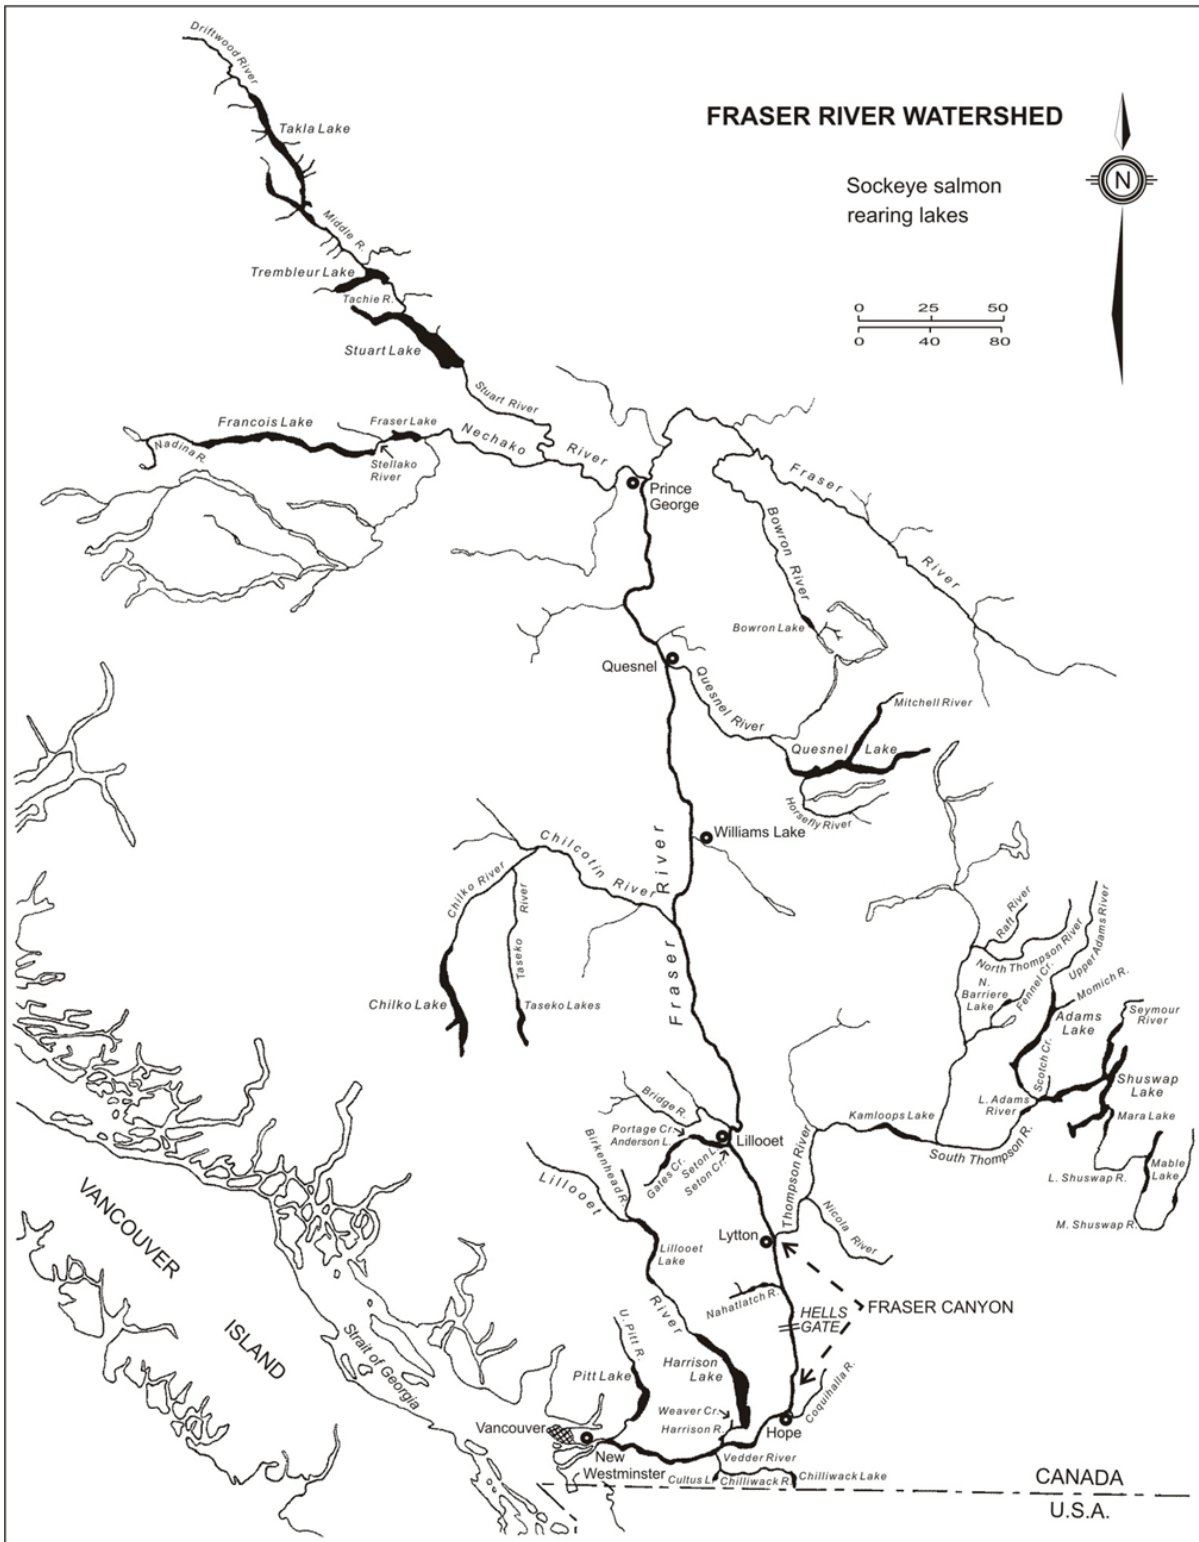 Driftwood River
FRASER RIVER WATERSHED
Takla Lake
N
Sockeye salmon
rearing lakes
Middle R.
Trembleur Lake
Tachie R.
0 25 50
0 40 80
Stuart Lake
Stuart River
Francois Lake
Fraser Lake
Nechako
River
Nadina R.
Stellako
River
Fraser
River
Prince
George
Bowron River
Bowron Lake
Quesnel
Quesnel River
Mitchell River
Quesnel Lake
Horsefly River
Williams Lake
Chilcotin River
Fraser
River
Chilko River
Taseko
River
Chilko Lake
Taseko Lakes
Raft River
North Thompson River
Upper Adams River
N.
Barriere
Lake
Fennel Cr.
Momich R.
Adams
Lake
Seymour
River
Scotch Cr.
Shuswap
Lake
L. Adams
River
Mara Lake
Kamloops Lake
South Thompson R.
Mable
Lake
L. Shuswap R.
M. Shuswap R.
Bridge R.
Portage Cr.
Anderson L.
Lillooet
Gates Cr.
Seton L.
Seton Cr.
Birkenhead R.
Lillooet
River
Thompson River
Nicola River
Lytton
Lillooet
Lake
Nahatlatch R.
HELLS
GATE
FRASER CANYON
VANCOUVER
ISLAND
Strait of Georgia
U. Pitt R.
Pitt Lake
Harrison
Lake
Weaver Cr.
Harrison R.
Coquihalla R.
Hope
Vancouver
New
Westminster
Vedder River
Cultus L.
Chilliwack R.
Chilliwack Lake
CANADA
U.S.A.